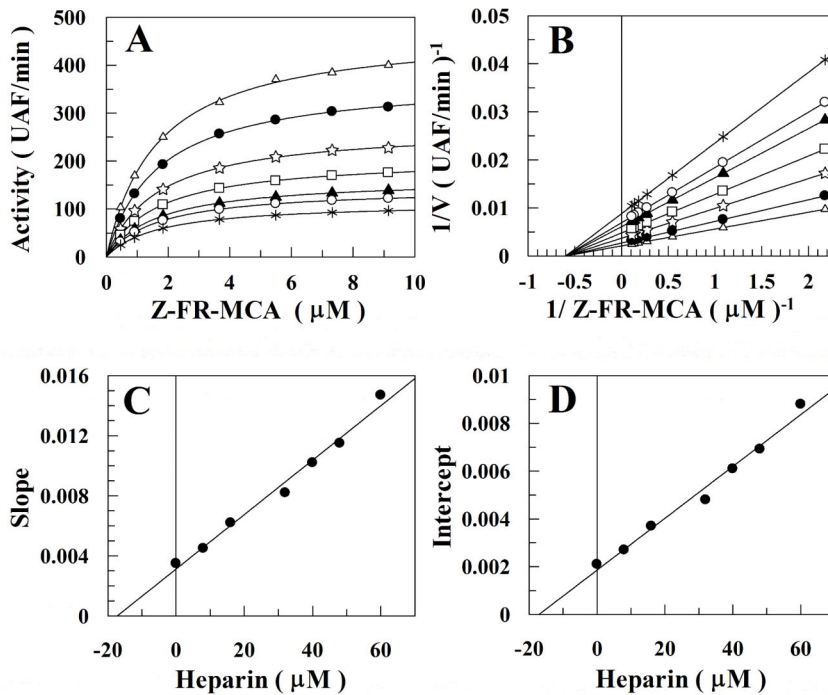 A
Activity ( UAF/min)
500
400
300
200
100
0
0 2 4 6 8 10
Z-FR-MCA ( μM )
B
1/V ( UAF/min )-1
0.05
0.04
0.03
0.02
0.01
0
-1 -0.5 0 0.5 1 1.5 2
1/ Z-FR-MCA ( μM )-1
C
Slope
0.016
0.012
0.008
0.004
0
-20 0 20 40 60
Heparin ( μM )
D
Intercept
0.01
0.008
0.006
0.004
0.002
0
-20 0 20 40 60
Heparin ( μM )